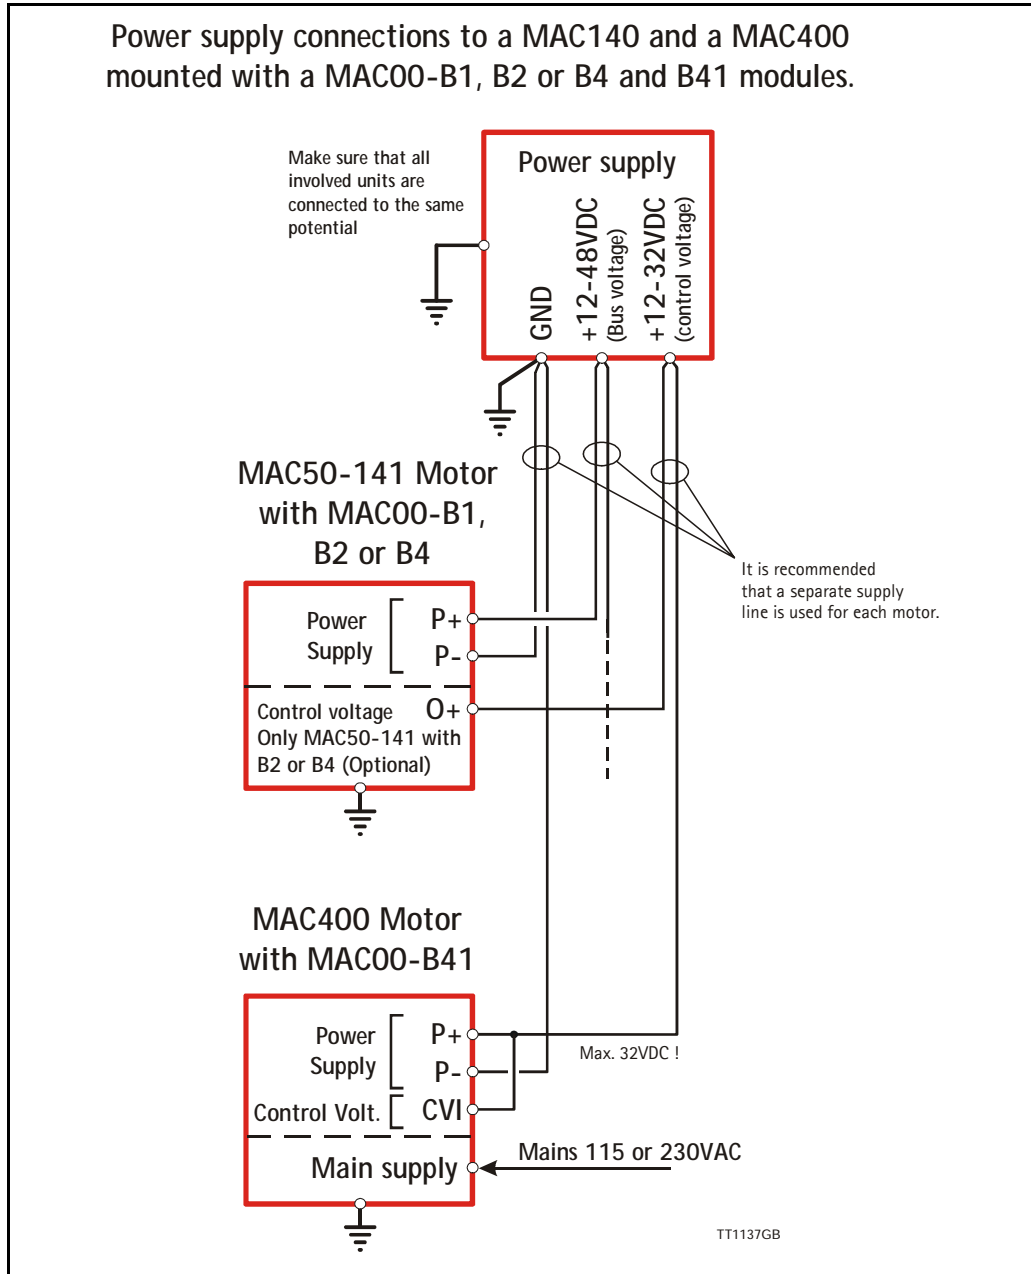 Power supply connections to a MAC140 and a MAC400
mounted with a MAC00-B1, B2 or B4 and B41 modules.
Make sure that all
involved units are
connected to the same
potential
Power supply
GND
+12-48VDC
(Bus voltage)
+12-32VDC
(control voltage)
MAC50-141 Motor
with MAC00-B1,
B2 or B4
It is recommended
that a separate supply
line is used for each motor.
Power
Supply
P+
P-
Control voltage O+
Only MAC50-141 with
B2 or B4 (Optional)
MAC400 Motor
with MAC00-B41
Power
Supply
P+
P-
Max. 32VDC !
Control Volt. CVI
Main supply
Mains 115 or 230VAC
TT1137GB